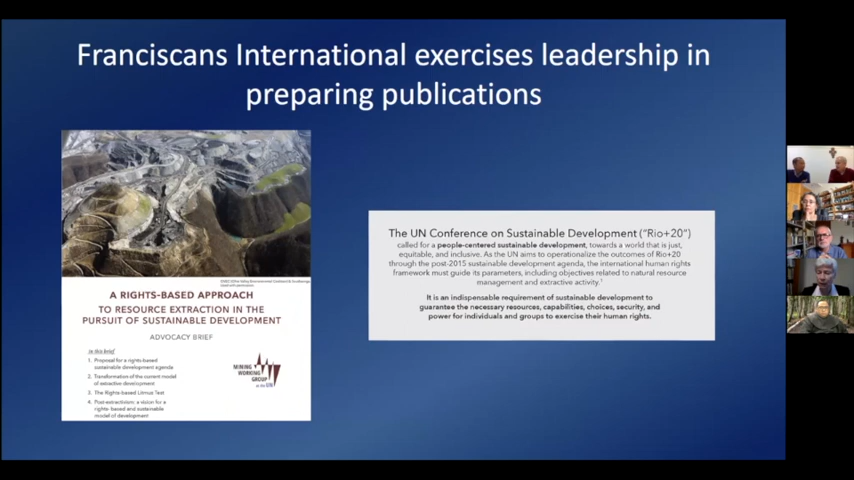 Franciscans International exercises leadership in
preparing publications
A RIGHTS-BASED APPROACH
TO RESOURCE EXTRACTION IN THE
PURSUIT OF SUSTAINABLE DEVELOPMENT
ADVOCACY BRIEF
In this brief
1. Proposal for a rights-based
sustainable development agenda
2. Transformation of the current model
of extractive development
3. The Rights-based Litmus Test
4. Post-extractivism: a vision for a
rights- based and sustainable
model of development
MINING
WORKING
GROUP
at the UN
The UN Conference on Sustainable Development ("Rio+20")
called for a people-centered sustainable development, towards a world that is just,
equitable, and inclusive. As the UN aims to operationalize the outcomes of Rio+20
through the post-2015 sustainable development agenda, the international human rights
framework must guide its parameters, including objectives related to natural resource
management and extractive activity.¹
It is an indispensable requirement of sustainable development to
guarantee the necessary resources, capabilities, choices, security, and
power for individuals and groups to exercise their human rights.